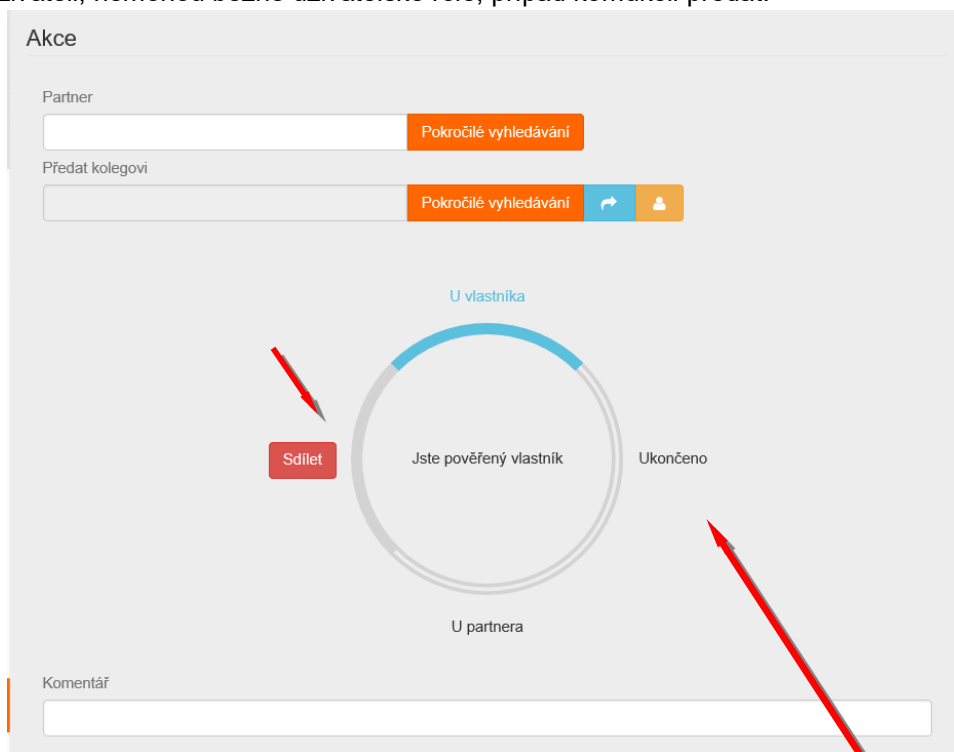 Akce
Partner
Pokročilé vyhledávání
Předat kolegovi
Pokročilé vyhledávání
U vlastníka
Sdílet
Jste pověřený vlastník
Ukončeno
U partnera
Komentář